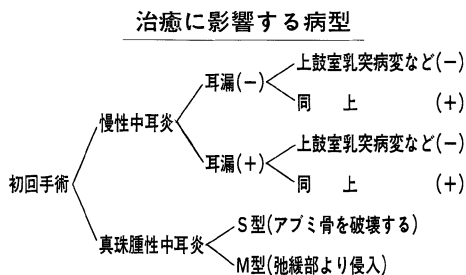 治癒に影響する病型
上鼓室乳突病変など(−)
耳漏(−)
同 上 (+)
慢性中耳炎
上鼓室乳突病変など(−)
耳漏(+)
同 上 (+)
初回手術
S型(アブミ骨を破壊する)
真珠腫性中耳炎
M型(弛緩部より侵入)